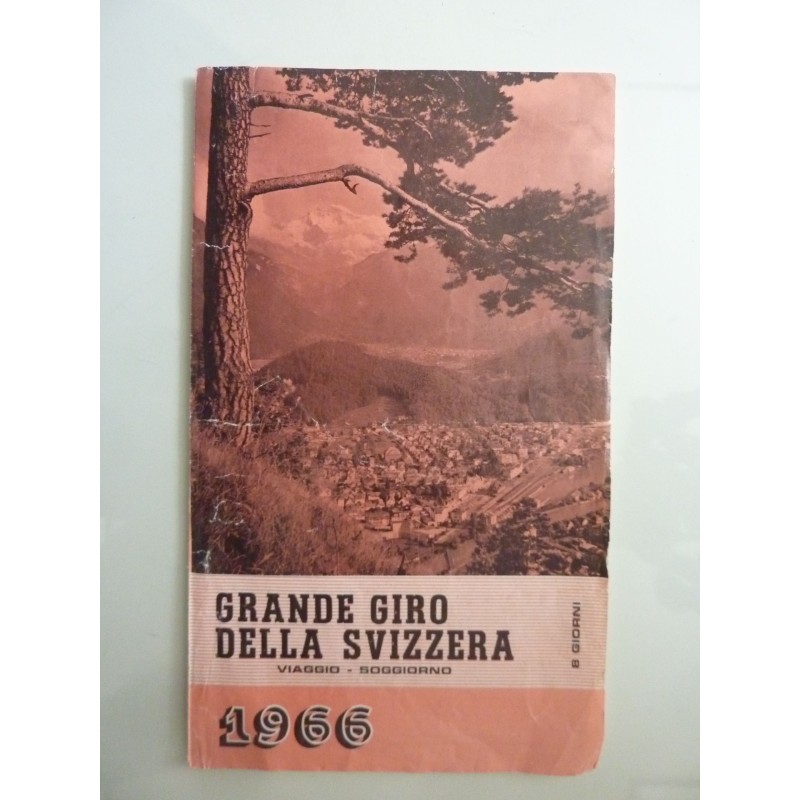 GRANDE GIRO
DELLA SVIZZERA
VIAGGIO - SOGGIORNO
8 GIORNI
1966